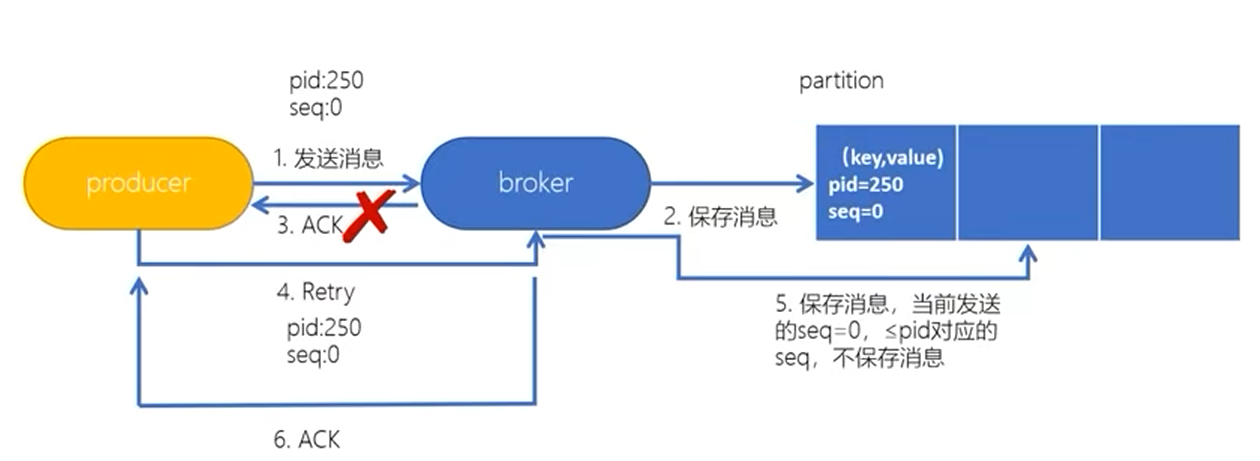 pid:250
seq:0
partition
producer
1. 发送消息
broker
3. ACK
2. 保存消息
（key,value)
pid=250
seq=0
4. Retry
pid:250
seq:0
5. 保存消息，当前发送
的seq=0，≤pid对应的
seq，不保存消息
6. ACK